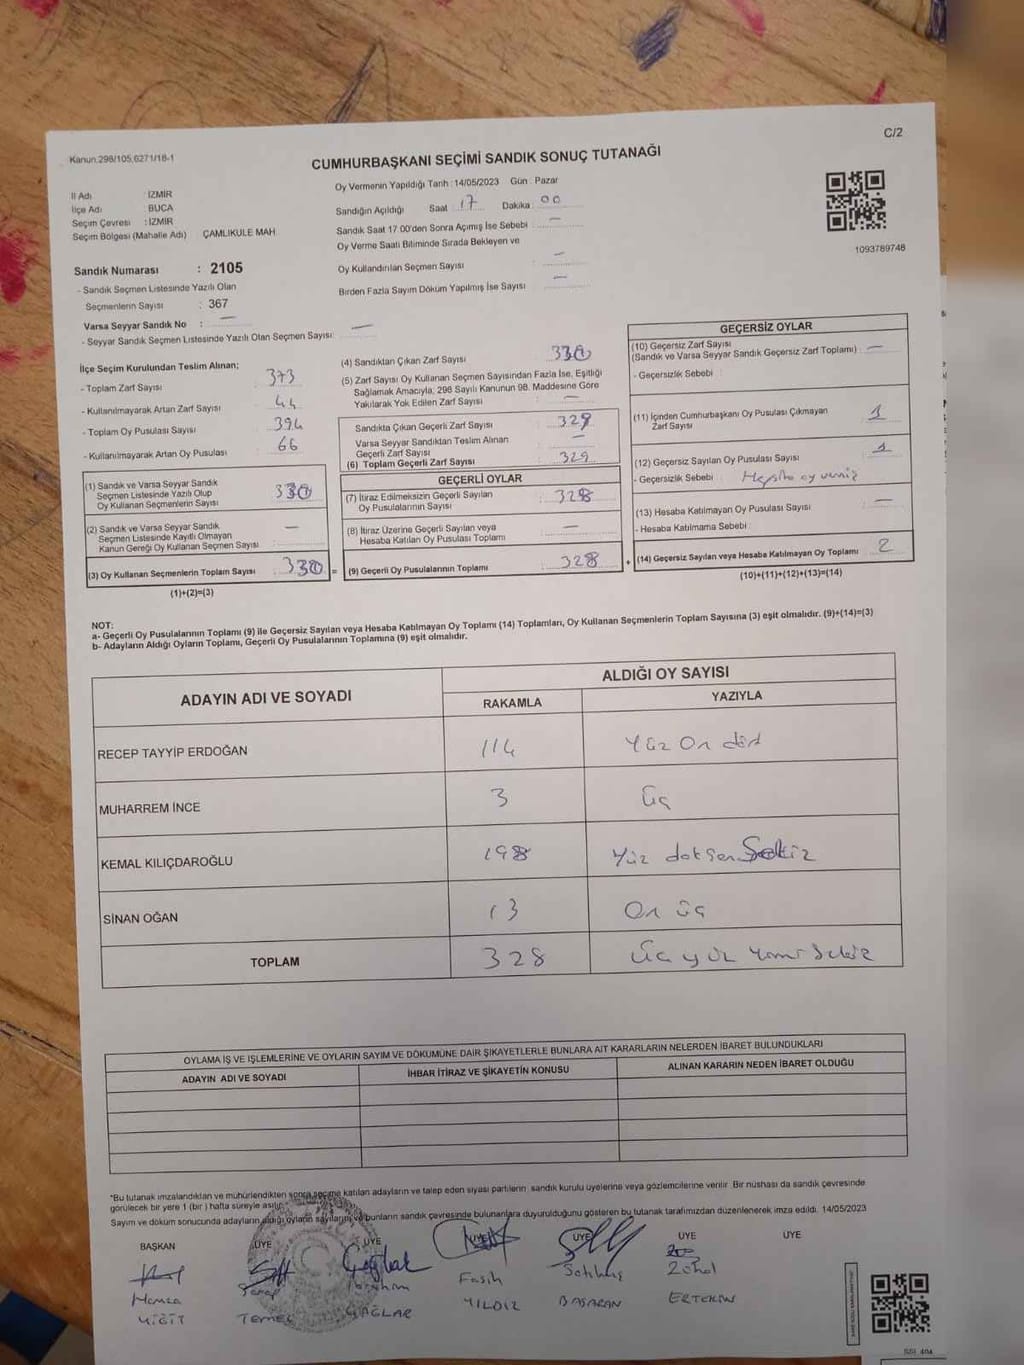 C/2
Kanun:298/105,6271/18-1
CUMHURBAŞKANI SEÇİMİ SANDIK SONUÇ TUTANAĞI
Oy Vermenin Yapıldığı Tarih : 14/05/2023 Gün : Pazar
İl Adı : İZMİR
İlçe Adı : BUCA
Seçim Çevresi : İZMİR
Seçim Bölgesi (Mahalle Adı) ÇAMLIKULE MAH.
Sandığın Açıldığı Saat : 17 Dakika : 00
Sandık Saat 17.00'den Sonra Açımış İse Sebebi : —
Oy Verme Saati Bitiminde Sırada Bekleyen ve
Oy Kullandırılan Seçmen Sayısı : —
Birden Fazla Sayım Döküm Yapılmış İse Sayısı : —
1093789748
Sandık Numarası : 2105
- Sandık Seçmen Listesinde Yazılı Olan
Seçmenlerin Sayısı : 367
Varsa Seyyar Sandık No : —
- Seyyar Sandık Seçmen Listesinde Yazılı Olan Seçmen Sayısı: —
İlçe Seçim Kurulundan Teslim Alınan;
- Toplam Zarf Sayısı : 373
- Kullanılmayarak Artan Zarf Sayısı : 44
- Toplam Oy Pusulası Sayısı : 394
- Kullanılmayarak Artan Oy Pusulası : 66
(1) Sandık ve Varsa Seyyar Sandık
Seçmen Listesinde Yazılı Olup
Oy Kullanan Seçmenlerin Sayısı : 330
(2) Sandık ve Varsa Seyyar Sandık
Seçmen Listesinde Kayıtlı Olmayan
Kanun Gereği Oy Kullanan Seçmen Sayısı : —
(3) Oy Kullanan Seçmenlerin Toplam Sayısı : 330
(1)+(2)=(3)
(4) Sandıktan Çıkan Zarf Sayısı : 330
(5) Zarf Sayısı Oy Kullanan Seçmen Sayısından Fazla İse, Eşitliği
Sağlamak Amacıyla, 298 Sayılı Kanunun 98. Maddesine Göre
Yakılarak Yok Edilen Zarf Sayısı : —
Sandıkta Çıkan Geçerli Zarf Sayısı : 329
Varsa Seyyar Sandıktan Teslim Alınan
Geçerli Zarf Sayısı : —
(6) Toplam Geçerli Zarf Sayısı : 329
GEÇERLİ OYLAR
(7) İtiraz Edilmeksizin Geçerli Sayılan
Oy Pusulalarının Sayısı : 328
(8) İtiraz Üzerine Geçerli Sayılan veya
Hesaba Katılan Oy Pusulası Toplamı : —
= (9) Geçerli Oy Pusulalarının Toplamı : 328
GEÇERSİZ OYLAR
(10) Geçersiz Zarf Sayısı
(Sandık ve Varsa Seyyar Sandık Geçersiz Zarf Toplamı) : —
- Geçersizlik Sebebi :
(11) İçinden Cumhurbaşkanı Oy Pusulası Çıkmayan
Zarf Sayısı : 1
(12) Geçersiz Sayılan Oy Pusulası Sayısı : 1
- Geçersizlik Sebebi :
(13) Hesaba Katılmayan Oy Pusulası Sayısı : —
- Hesaba Katılmama Sebebi :
+ (14) Geçersiz Sayılan veya Hesaba Katılmayan Oy Toplamı : 2
(10)+(11)+(12)+(13)=(14)
NOT:
a- Geçerli Oy Pusulalarının Toplamı (9) ile Geçersiz Sayılan veya Hesaba Katılmayan Oy Toplamı (14) Toplamları, Oy Kullanan Seçmenlerin Toplam Sayısına (3) eşit olmalıdır. (9)+(14)=(3)
b- Adayların Aldığı Oyların Toplamı, Geçerli Oy Pusulalarının Toplamına (9) eşit olmalıdır.
ADAYIN ADI VE SOYADI ALDIĞI OY SAYISI
RAKAMLA YAZIYLA
RECEP TAYYİP ERDOĞAN 114 Yüz On dört
MUHARREM İNCE 3 Üç
KEMAL KILIÇDAROĞLU 198 Yüz doksan Sekiz
SİNAN OĞAN 13 On üç
TOPLAM 328 Üç yüz yirmi Sekiz
OYLAMA İŞ VE İŞLEMLERİNE VE OYLARIN SAYIM VE DÖKÜMÜNE DAİR ŞİKAYETLERLE BUNLARA AİT KARARLARIN NELERDEN İBARET BULUNDUKLARI
ADAYIN ADI VE SOYADI İHBAR İTİRAZ VE ŞİKAYETİN KONUSU ALINAN KARARIN NEDEN İBARET OLDUĞU
*Bu tutanak imzalandıktan ve mühürlendikten sonra seçime katılan adayların ve talep eden siyasi partilerin sandık kurulu üyelerine veya gözlemcilerine verilir. Bir nüshası da sandık çevresinde
görülecek bir yere 1 (bir) hafta süreyle asılır.
Sayım ve döküm sonucunda adayların aldığı oyların sayılarını ve bunların sandık çevresinde bulunanlara duyurulduğunu gösteren bu tutanak tarafımızdan düzenlenerek imza edildi. 14/05/2023
BAŞKAN ÜYE ÜYE ÜYE ÜYE ÜYE ÜYE
Hamza İbrahim Fasih Satılmış Zühal
YİĞİT TEMEL ÇAĞLAR YILDIZ BAŞARAN ERTEKİN